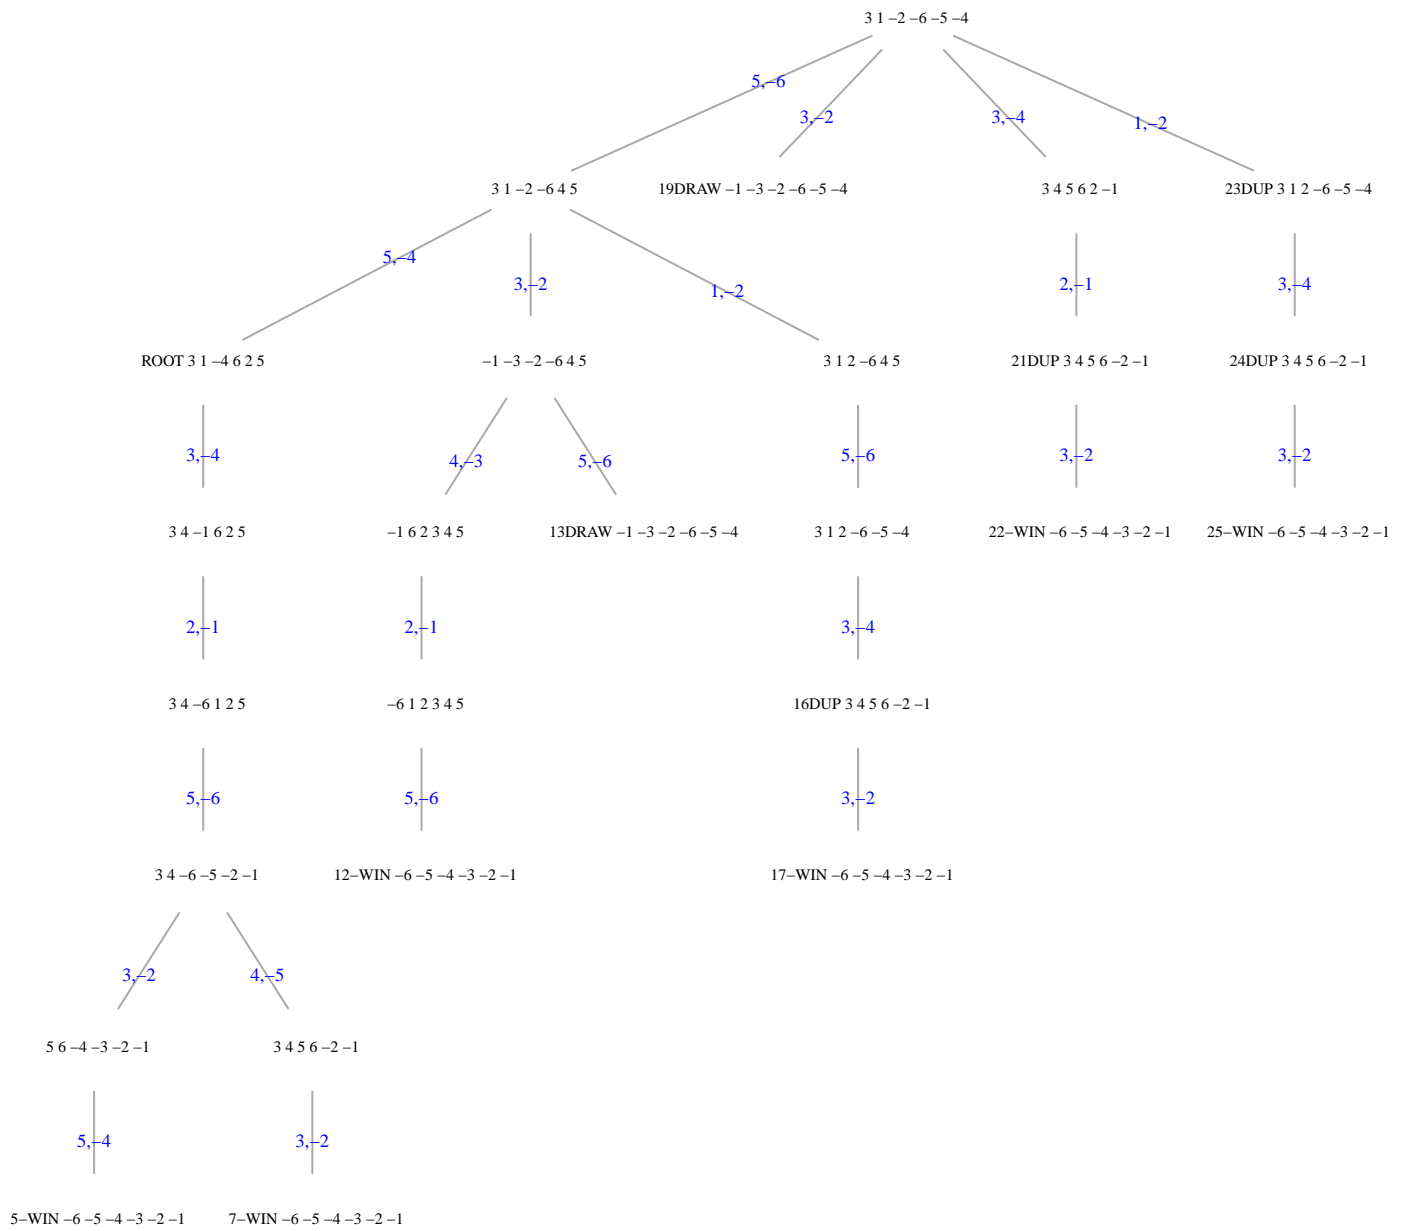 3 1 –2 –6 –5 –4
5,–6
3,–2
3,–4
1,–2
3 1 –2 –6 4 5
19DRAW –1 –3 –2 –6 –5 –4
3 4 5 6 2 –1
23DUP 3 1 2 –6 –5 –4
5,–4
3,–2
1,–2
2,–1
3,–4
ROOT 3 1 –4 6 2 5
–1 –3 –2 –6 4 5
3 1 2 –6 4 5
21DUP 3 4 5 6 –2 –1
24DUP 3 4 5 6 –2 –1
3,–4
4,–3
5,–6
5,–6
3,–2
3,–2
3 4 –1 6 2 5
–1 6 2 3 4 5
13DRAW –1 –3 –2 –6 –5 –4
3 1 2 –6 –5 –4
22–WIN –6 –5 –4 –3 –2 –1
25–WIN –6 –5 –4 –3 –2 –1
2,–1
2,–1
3,–4
3 4 –6 1 2 5
–6 1 2 3 4 5
16DUP 3 4 5 6 –2 –1
5,–6
5,–6
3,–2
3 4 –6 –5 –2 –1
12–WIN –6 –5 –4 –3 –2 –1
17–WIN –6 –5 –4 –3 –2 –1
3,–2
4,–5
5 6 –4 –3 –2 –1
3 4 5 6 –2 –1
5,–4
3,–2
5–WIN –6 –5 –4 –3 –2 –1
7–WIN –6 –5 –4 –3 –2 –1